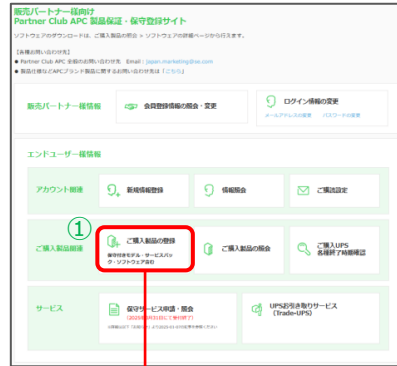 販売パートナー様向け
Partner Club APC 製品保証・保守登録サイト
ソフトウェアのダウンロードは、ご購入製品の照会 > ソフトウェアの詳細ページから行えます。
【各種お問い合わせ先】
● Partner Club APC 全般のお問い合わせ先 Email : japan.marketing@se.com
● 製品仕様などAPCブランド製品に関するお問い合わせ先は「こちら」
販売パートナー様情報
会員登録情報の照会・変更
ログイン情報の変更
メールアドレスの変更 パスワードの変更
エンドユーザー様情報
アカウント関連
新規情報登録
情報照会
ご購読設定
①
ご購入製品関連
ご購入製品の登録
保守付きモデル・サービスパッ
ク・ソフトウェア含む
ご購入製品の照会
ご購入UPS
各種終了時期確認
サービス
保守サービス申請・照会
UPSお引き取りサービス
(Trade-UPS)